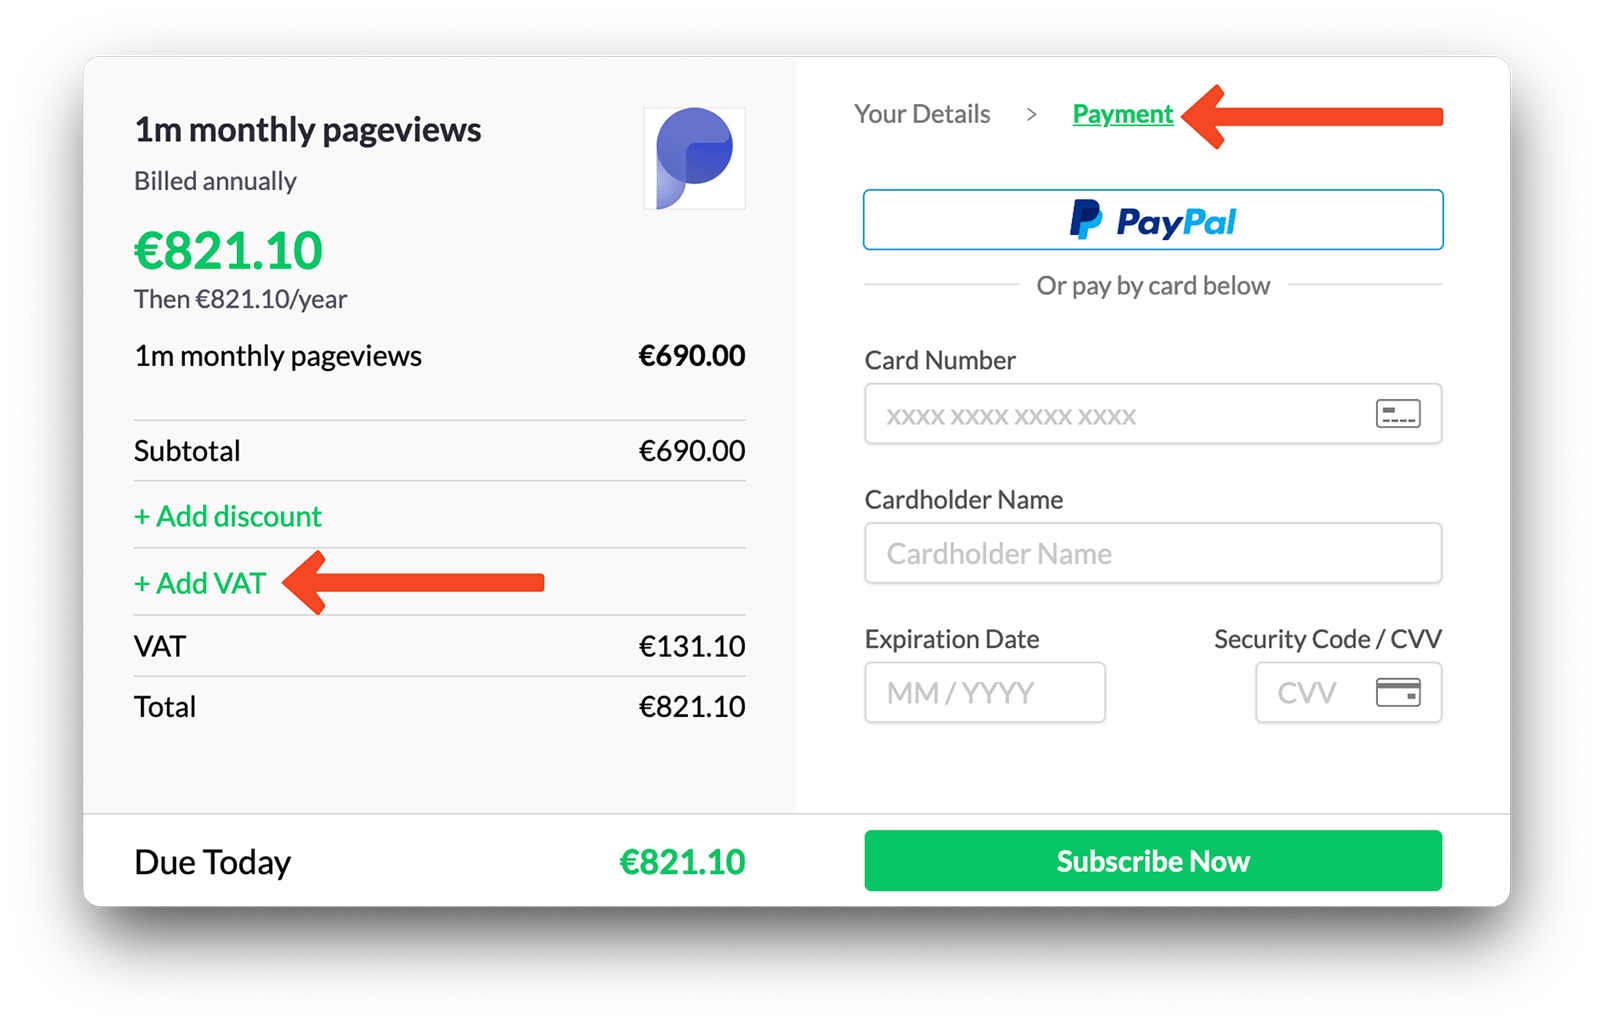 1m monthly pageviews
Billed annually
€821.10
Then €821.10/year
1m monthly pageviews €690.00
Subtotal €690.00
+ Add discount
+ Add VAT
VAT €131.10
Total €821.10
Due Today €821.10
Your Details > Payment
PayPal
Or pay by card below
Card Number
XXXX XXXX XXXX XXXX
Cardholder Name
Cardholder Name
Expiration Date Security Code / CVV
MM / YYYY CVV
Subscribe Now